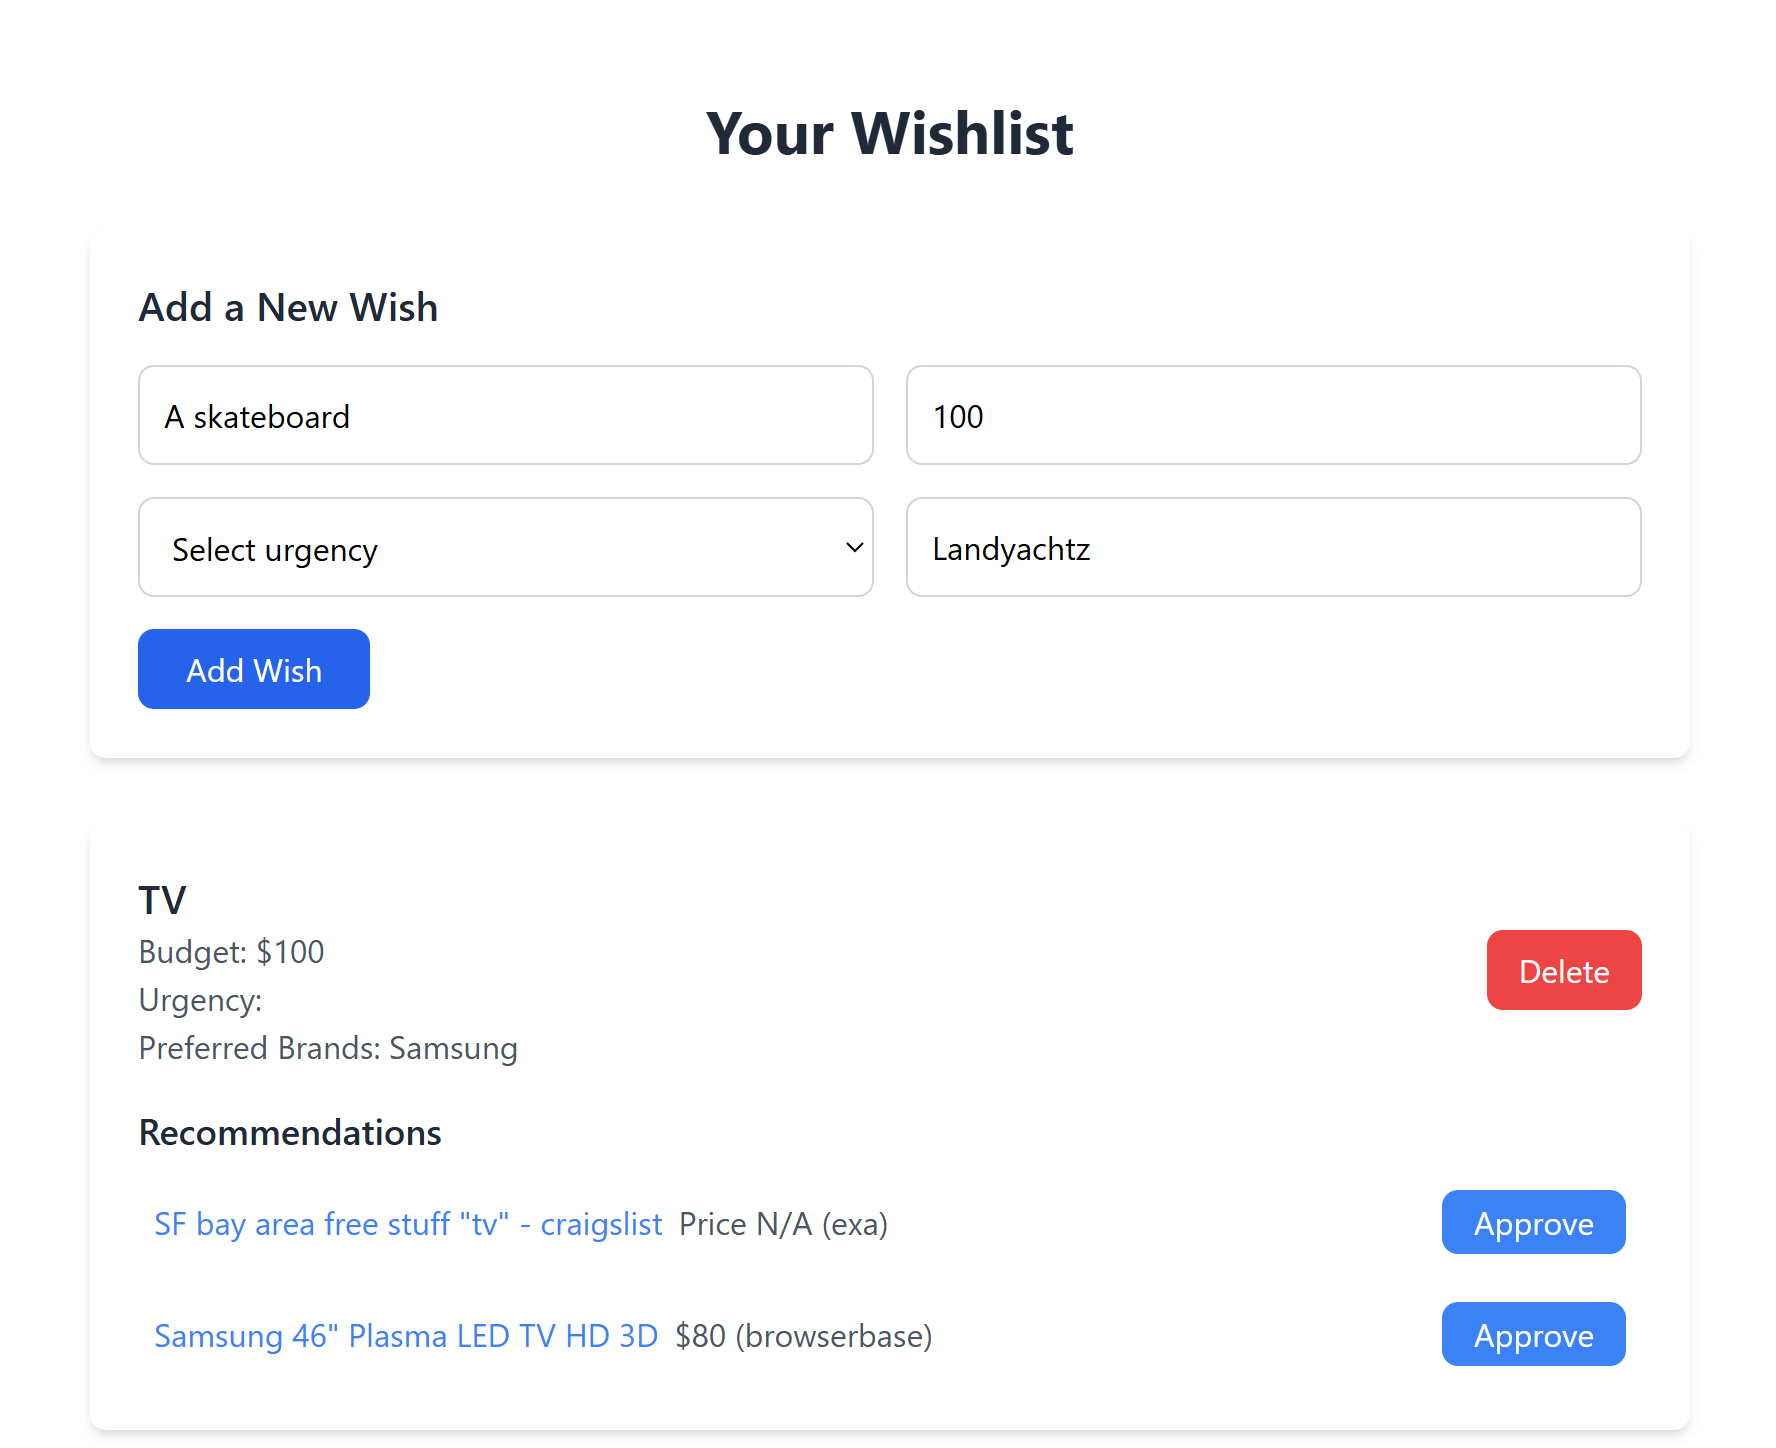 Your Wishlist
Add a New Wish
A skateboard
100
Select urgency
Landyachtz
Add Wish
TV
Budget: $100
Urgency:
Preferred Brands: Samsung
Delete
Recommendations
SF bay area free stuff "tv" - craigslist Price N/A (exa)
Approve
Samsung 46" Plasma LED TV HD 3D $80 (browserbase)
Approve